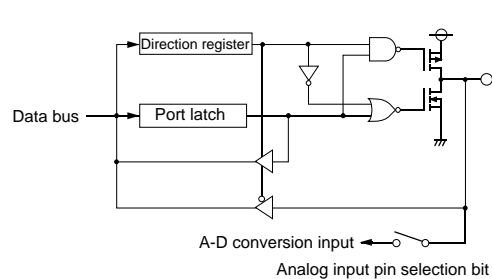 Direction register
Data bus
Port latch
A-D conversion input
Analog input pin selection bit